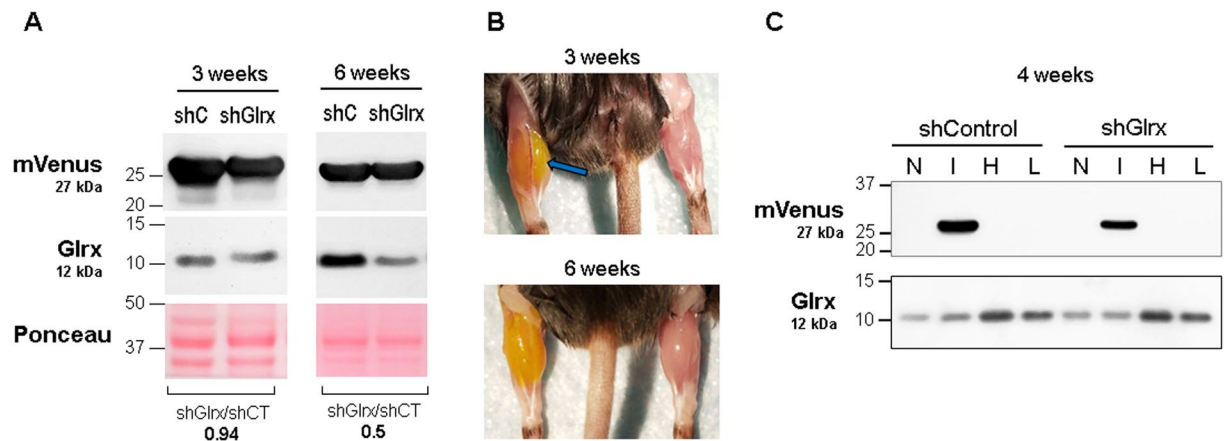 A
3 weeks
6 weeks
shC shGlrx
shC shGlrx
mVenus
27 kDa
25
20
Glrx
12 kDa
15
10
Ponceau
50
37
shGlrx/shCT
0.94
shGlrx/shCT
0.5
B
3 weeks
6 weeks
C
4 weeks
shControl
shGlrx
N I H L N I H L
mVenus
27 kDa
37
25
20
Glrx
12 kDa
15
10